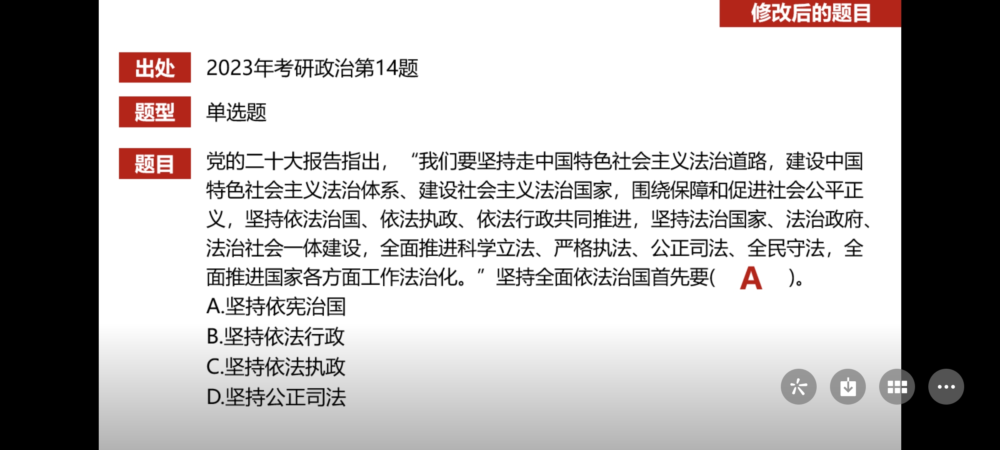 修改后的题目
出处 2023年考研政治第14题
题型 单选题
题目 党的二十大报告指出，“我们要坚持走中国特色社会主义法治道路，建设中国
特色社会主义法治体系、建设社会主义法治国家，围绕保障和促进社会公平正
义，坚持依法治国、依法执政、依法行政共同推进，坚持法治国家、法治政府、
法治社会一体建设，全面推进科学立法、严格执法、公正司法、全民守法，全
面推进国家各方面工作法治化。”坚持全面依法治国首先要( A )。
A.坚持依宪治国
B.坚持依法行政
C.坚持依法执政
D.坚持公正司法